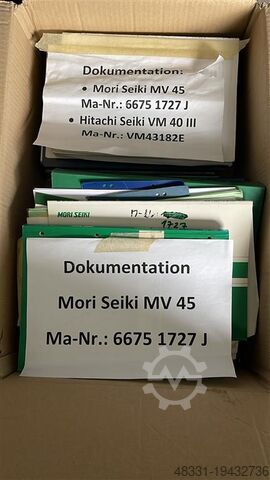 Dokumentation:
• Mori Seiki MV 45
Ma-Nr.: 6675 1727 J
• Hitachi Seiki VM 40 III
Ma-Nr.: VM43182E
MORI SEIKI
1727
Dokumentation
Mori Seiki MV 45
Ma-Nr.: 6675 1727 J
48331-19432736